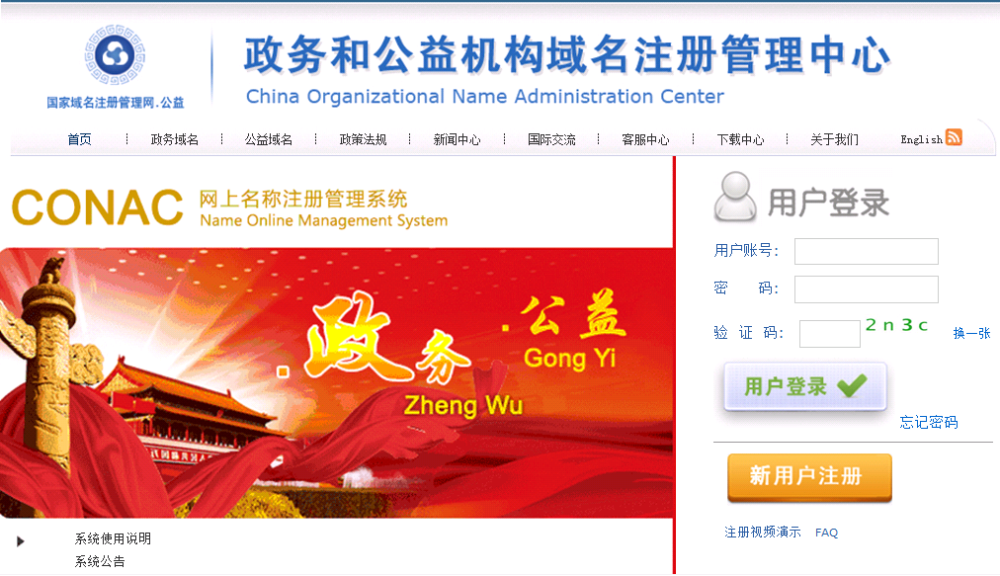 政务和公益机构域名注册管理中心
China Organizational Name Administration Center
国家域名注册管理网.公益
首页 政务域名 公益域名 政策法规 新闻中心 国际交流 客服中心 下载中心 关于我们 English
CONAC 网上名称注册管理系统
Name Online Management System
用户登录
用户账号:
密 码:
验 证 码: 2n3c 换一张
用户登录
忘记密码
新用户注册
注册视频演示 FAQ
.政务
Zheng Wu
.公益
Gong Yi
系统使用说明
系统公告